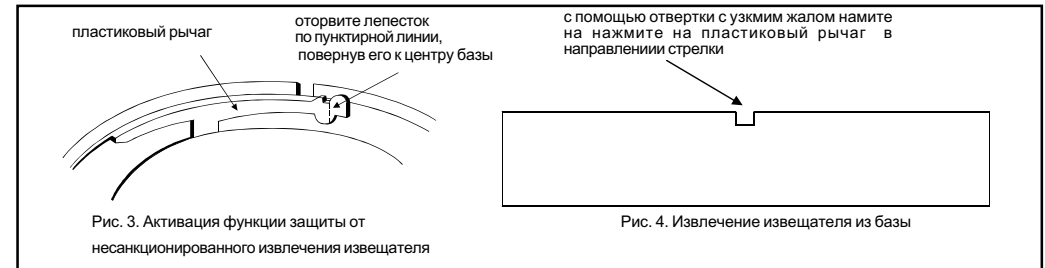 пластиковый рычаг
оторвите лепесток
по пунктирной линии,
повернув его к центру базы
Рис. 3. Активация функции защиты от
несанкционированного извлечения извещателя
с помощью отвертки с узкмим жалом намите
на нажмите на пластиковый рычаг в
направлениии стрелки
Рис. 4. Извлечение извещателя из базы